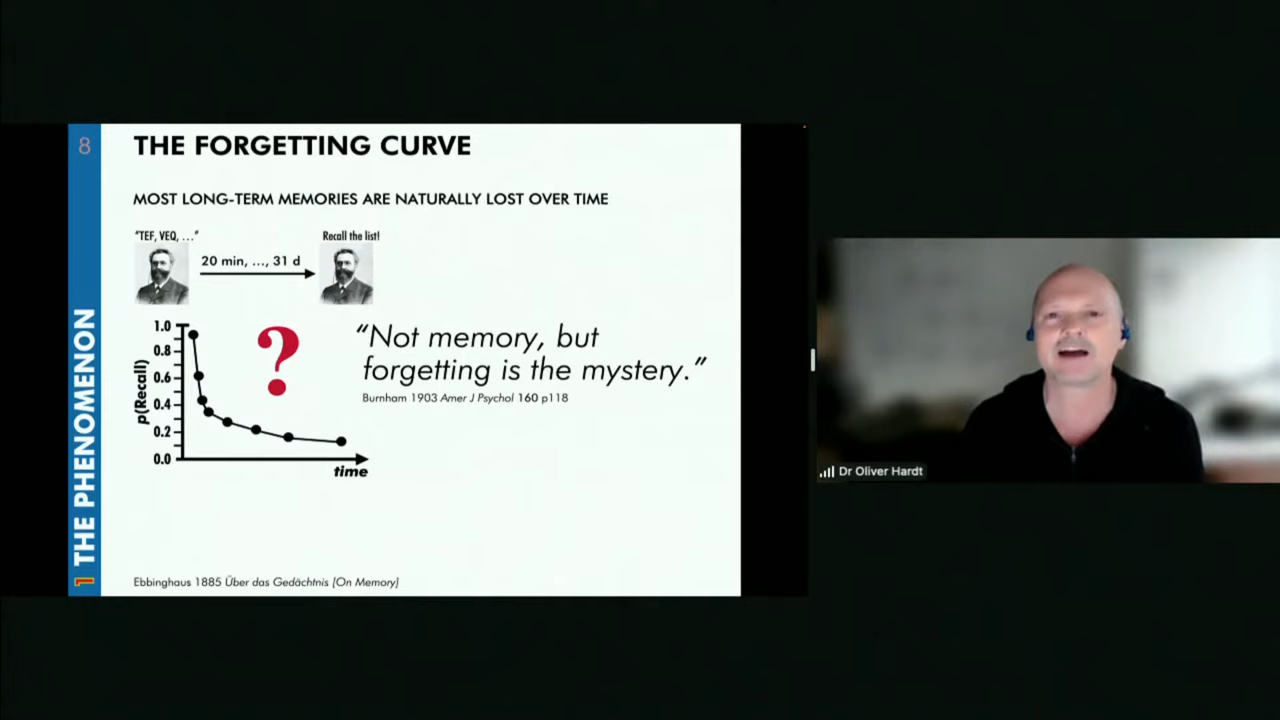 8
THE FORGETTING CURVE
MOST LONG-TERM MEMORIES ARE NATURALLY LOST OVER TIME
"TEF, VEQ, ..."
20 min, ..., 31 d
Recall the list!
1.0
0.8
0.6
0.4
0.2
0.0
p(Recall)
time
?
"Not memory, but
forgetting is the mystery."
Burnham 1903 Amer J Psychol 160 p118
1 THE PHENOMENON
Ebbinghaus 1885 Über das Gedächtnis [On Memory]
Dr Oliver Hardt